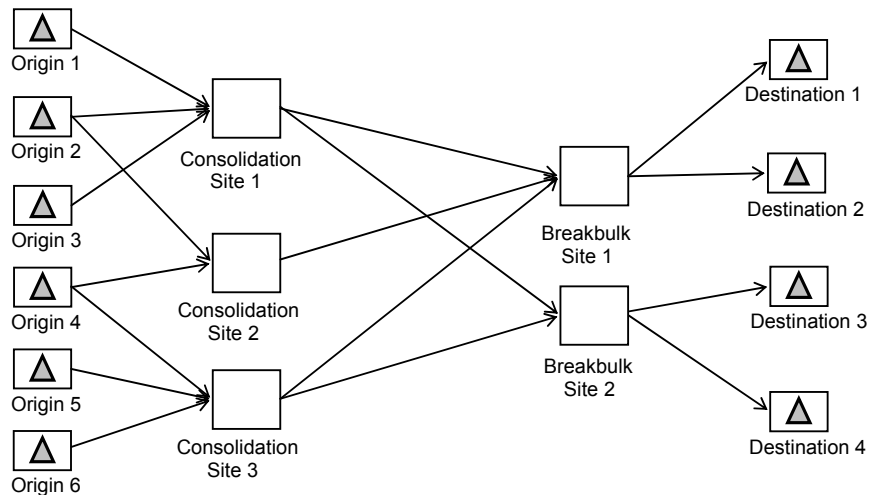 Origin 1
Origin 2
Origin 3
Origin 4
Origin 5
Origin 6
Consolidation
Site 1
Consolidation
Site 2
Consolidation
Site 3
Breakbulk
Site 1
Breakbulk
Site 2
Destination 1
Destination 2
Destination 3
Destination 4